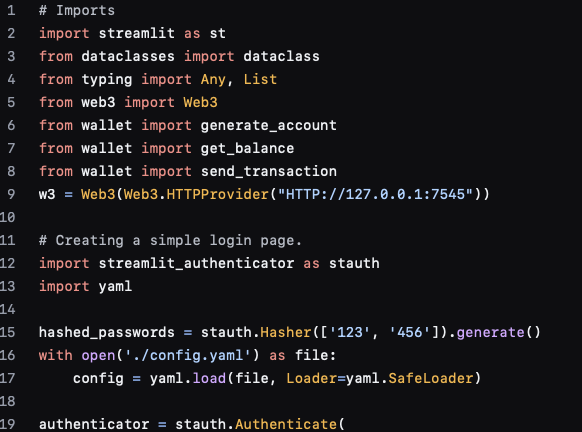 1 # Imports
2 import streamlit as st
3 from dataclasses import dataclass
4 from typing import Any, List
5 from web3 import Web3
6 from wallet import generate_account
7 from wallet import get_balance
8 from wallet import send_transaction
9 w3 = Web3(Web3.HTTPProvider("HTTP://127.0.0.1:7545"))
10
11 # Creating a simple login page.
12 import streamlit_authenticator as stauth
13 import yaml
14
15 hashed_passwords = stauth.Hasher(['123', '456']).generate()
16 with open('./config.yaml') as file:
17     config = yaml.load(file, Loader=yaml.SafeLoader)
18
19 authenticator = stauth.Authenticate(